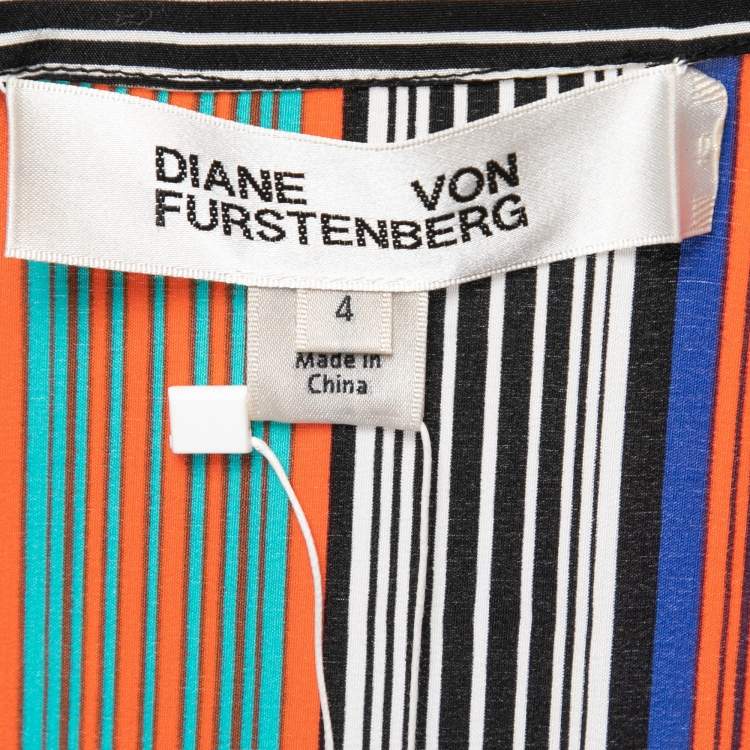 DIANE VON
FURSTENBERG
4
Made in
China